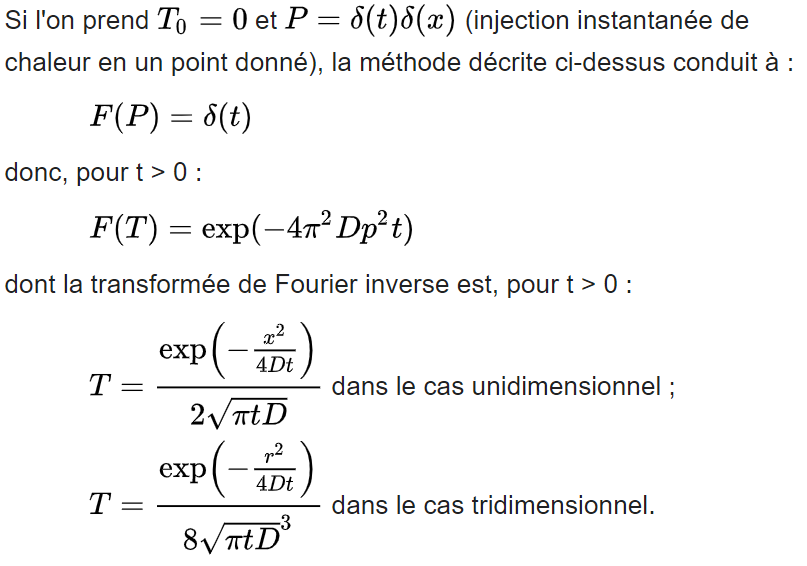 Si l'on prend $T_0 = 0$ et $P = \delta(t)\delta(x)$ (injection instantanée de
chaleur en un point donné), la méthode décrite ci-dessus conduit à :
$F(P) = \delta(t)$
donc, pour t > 0 :
$F(T) = \exp(-4\pi^2 Dp^2 t)$
dont la transformée de Fourier inverse est, pour t > 0 :
$T = \frac{\exp\left(-\frac{x^2}{4Dt}\right)}{2\sqrt{\pi t D}}$ dans le cas unidimensionnel ;
$T = \frac{\exp\left(-\frac{r^2}{4Dt}\right)}{8\sqrt{\pi t D}^3}$ dans le cas tridimensionnel.